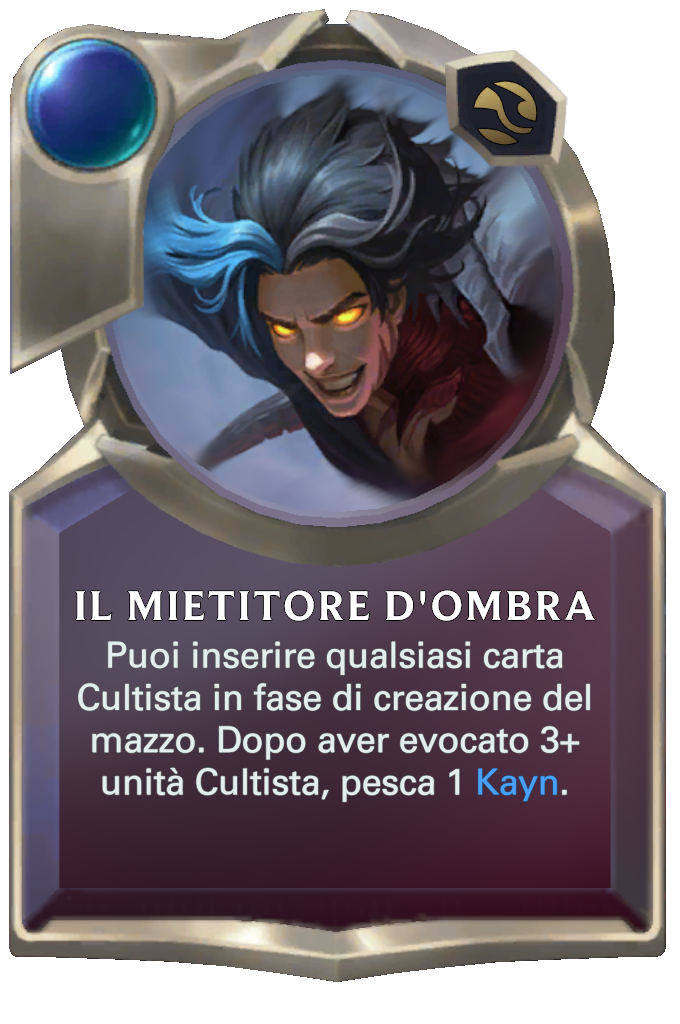 IL MIETITORE D'OMBRA
Puoi inserire qualsiasi carta
Cultista in fase di creazione del
mazzo. Dopo aver evocato 3+
unità Cultista, pesca 1 Kayn.